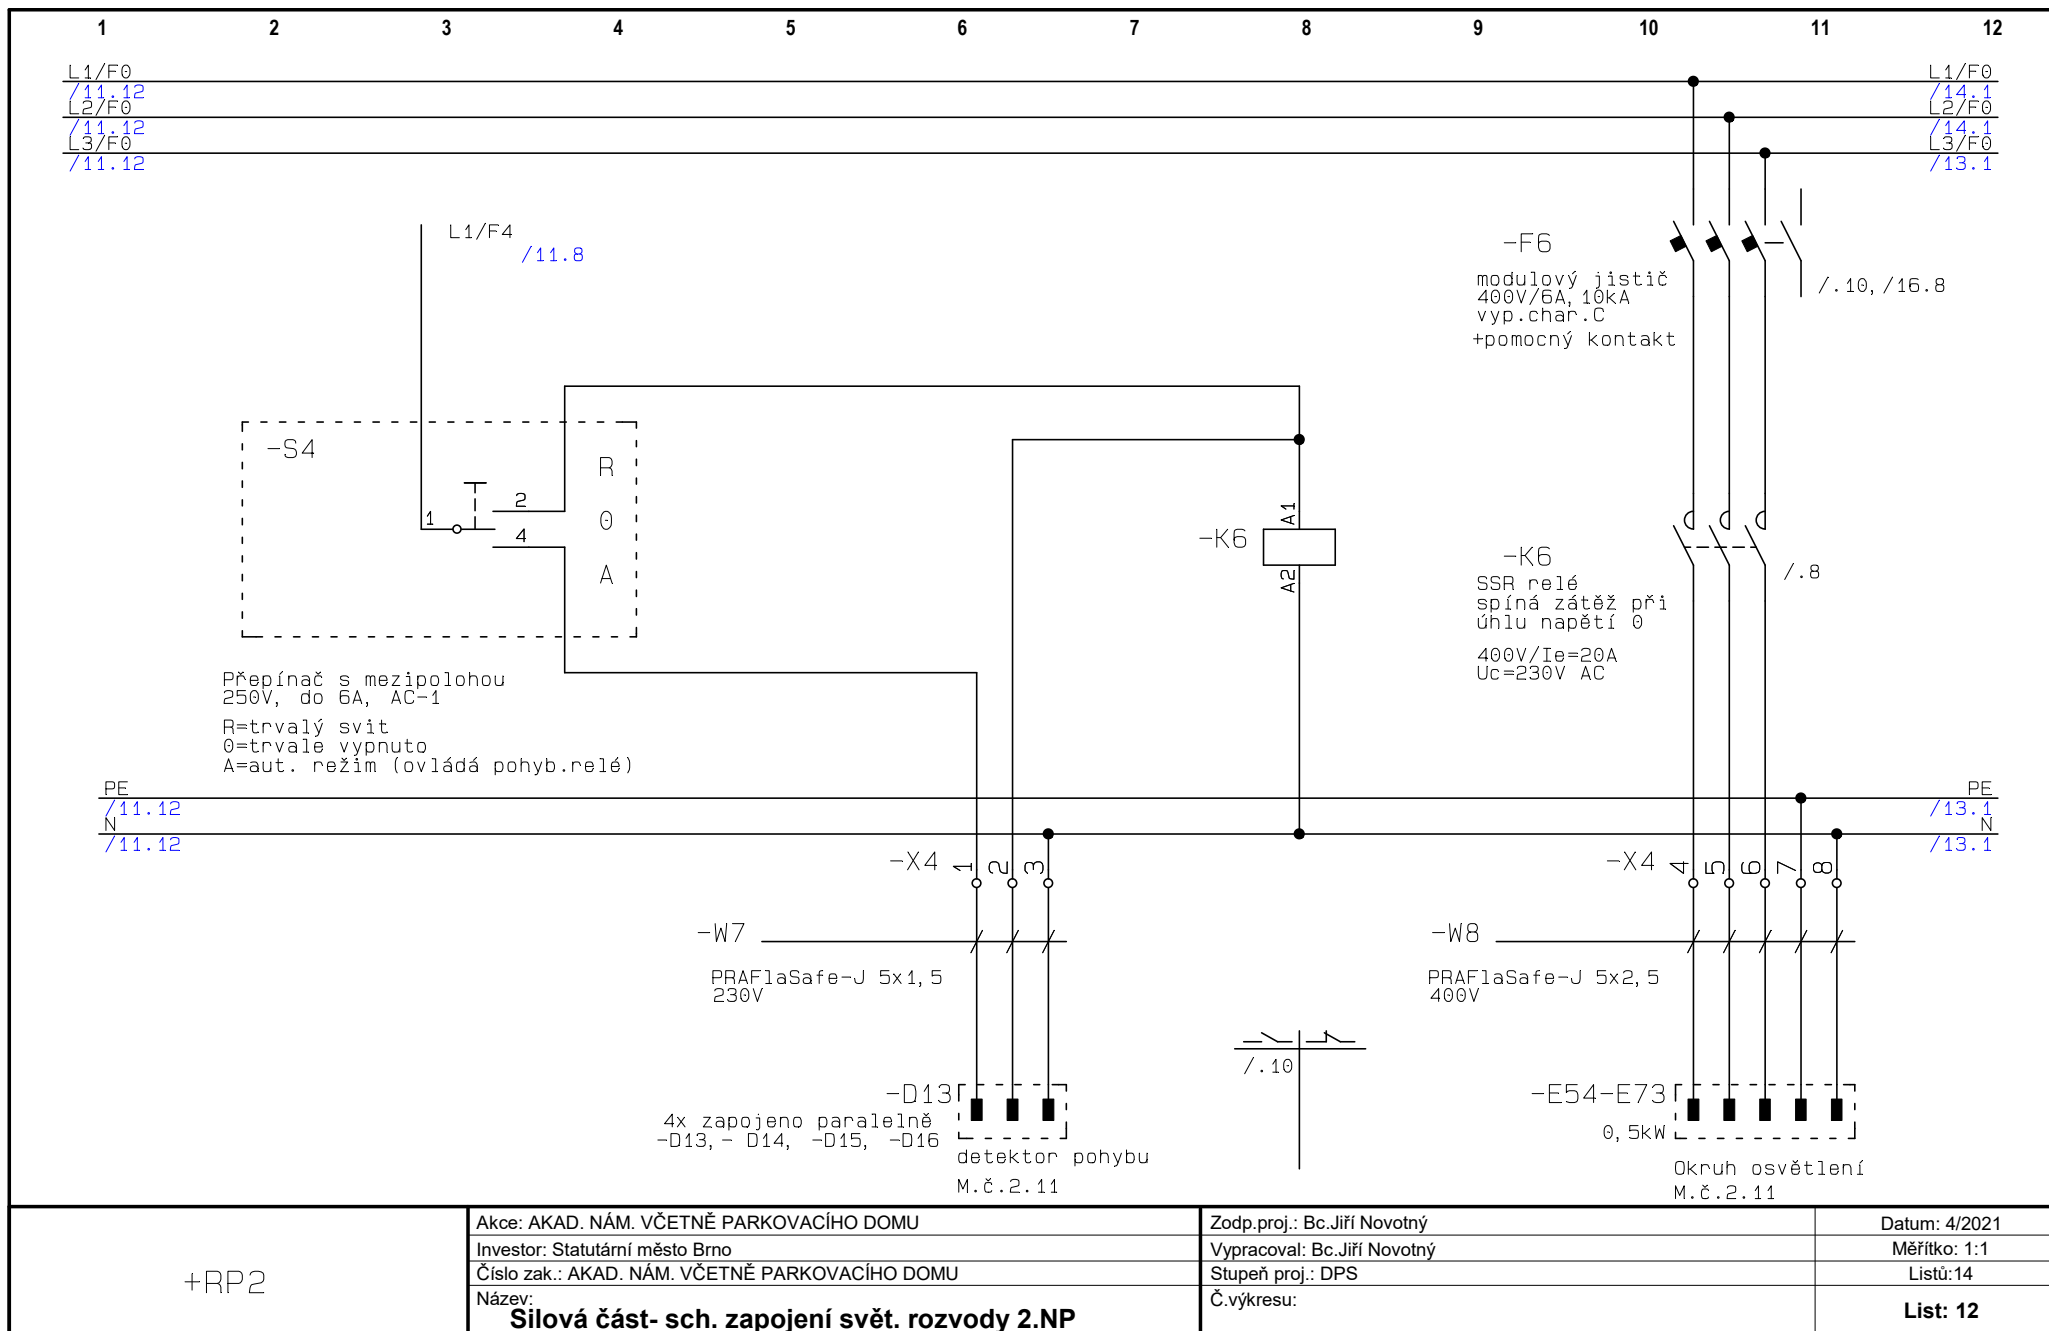 1 2 3 4 5 6 7 8 9 10 11 12
L1/F0 L1/F0
/11.12 /14.1
L2/F0 L2/F0
/11.12 /14.1
L3/F0 L3/F0
/11.12 /13.1
L1/F4
/11.8
-F6
modulový jistič
400V/6A, 10kA
vyp.char.C
+pomocný kontakt
/.10, /16.8
-S4
R
0
A
1
2
4
Přepínač s mezipolohou
250V, do 6A, AC-1
R=trvalý svit
0=trvale vypnuto
A=aut. režim (ovládá pohyb.relé)
-K6
A1
A2
-K6
SSR relé
spíná zátěž při
úhlu napětí 0
400V/Ie=20A
Uc=230V AC
/.8
PE PE
/11.12 /13.1
N N
/11.12 /13.1
-X4 1 2 3
-X4 4 5 6 7 8
-W7
PRAFlaSafe-J 5x1,5
230V
-W8
PRAFlaSafe-J 5x2,5
400V
/.10
-D13
4x zapojeno paralelně
-D13, - D14, -D15, -D16
detektor pohybu
M.č.2.11
-E54-E73
0,5kW
Okruh osvětlení
M.č.2.11
+RP2
Akce: AKAD. NÁM. VČETNĚ PARKOVACÍHO DOMU
Investor: Statutární město Brno
Číslo zak.: AKAD. NÁM. VČETNĚ PARKOVACÍHO DOMU
Název:
Silová část- sch. zapojení svět. rozvody 2.NP
Zodp.proj.: Bc.Jiří Novotný
Vypracoval: Bc.Jiří Novotný
Stupeň proj.: DPS
Č.výkresu:
Datum: 4/2021
Měřítko: 1:1
Listů:14
List: 12